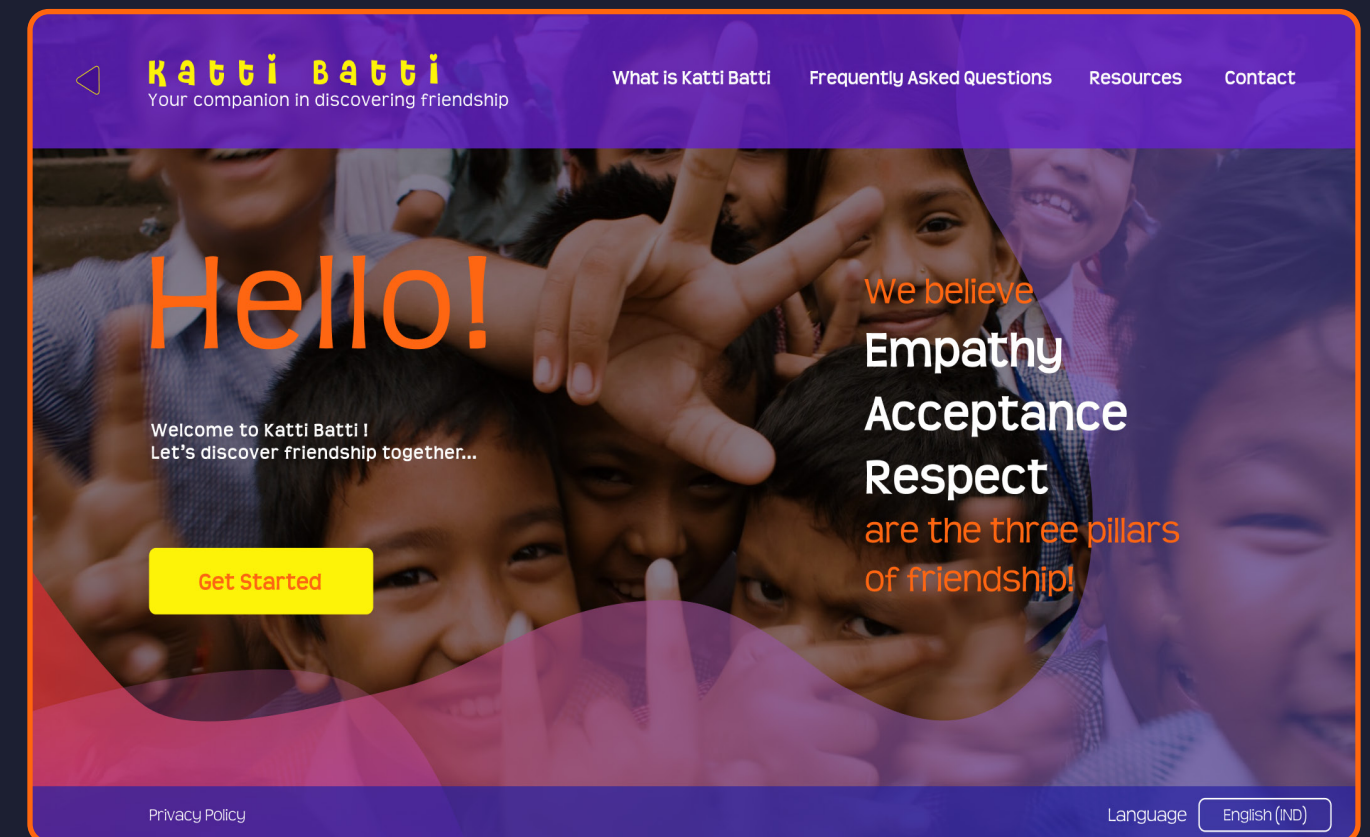 Katti Batti
Your companion in discovering friendship
What is Katti Batti
Frequently Asked Questions
Resources
Contact
Hello!
Welcome to Katti Batti !
Let's discover friendship together...
Get Started
We believe
Empathy
Acceptance
Respect
are the three pillars
of friendship!
Privacy Policy
Language
English (IND)